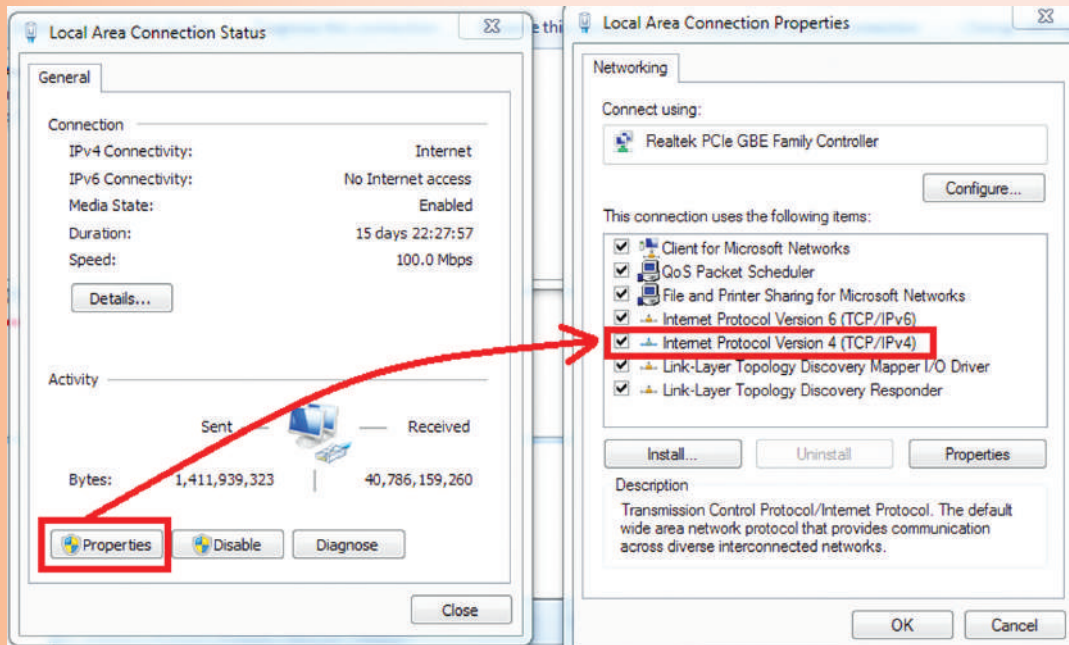 Local Area Connection Status
General
Connection
IPv4 Connectivity: Internet
IPv6 Connectivity: No Internet access
Media State: Enabled
Duration: 15 days 22:27:57
Speed: 100.0 Mbps
Details...
Activity
Sent Received
Bytes: 1,411,939,323 40,786,159,260
Properties Disable Diagnose
Close
e thi
Local Area Connection Properties
Networking
Connect using:
Realtek PCIe GBE Family Controller
Configure...
This connection uses the following items:
Client for Microsoft Networks
QoS Packet Scheduler
File and Printer Sharing for Microsoft Networks
Internet Protocol Version 6 (TCP/IPv6)
Internet Protocol Version 4 (TCP/IPv4)
Link-Layer Topology Discovery Mapper I/O Driver
Link-Layer Topology Discovery Responder
Install... Uninstall Properties
Description
Transmission Control Protocol/Internet Protocol. The default
wide area network protocol that provides communication
across diverse interconnected networks.
OK Cancel